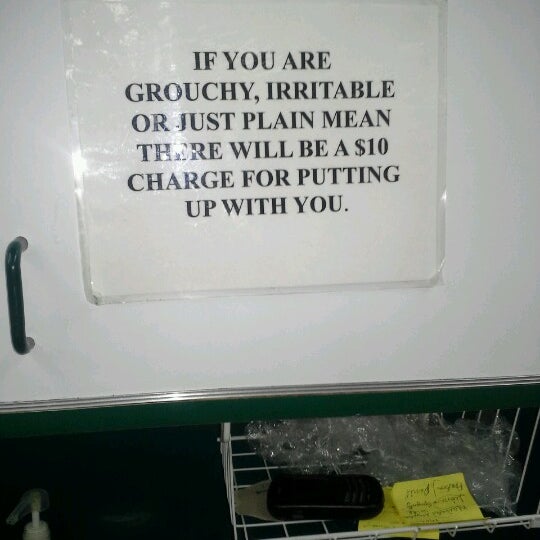 IF YOU ARE
GROUCHY, IRRITABLE
OR JUST PLAIN MEAN
THERE WILL BE A $10
CHARGE FOR PUTTING
UP WITH YOU.